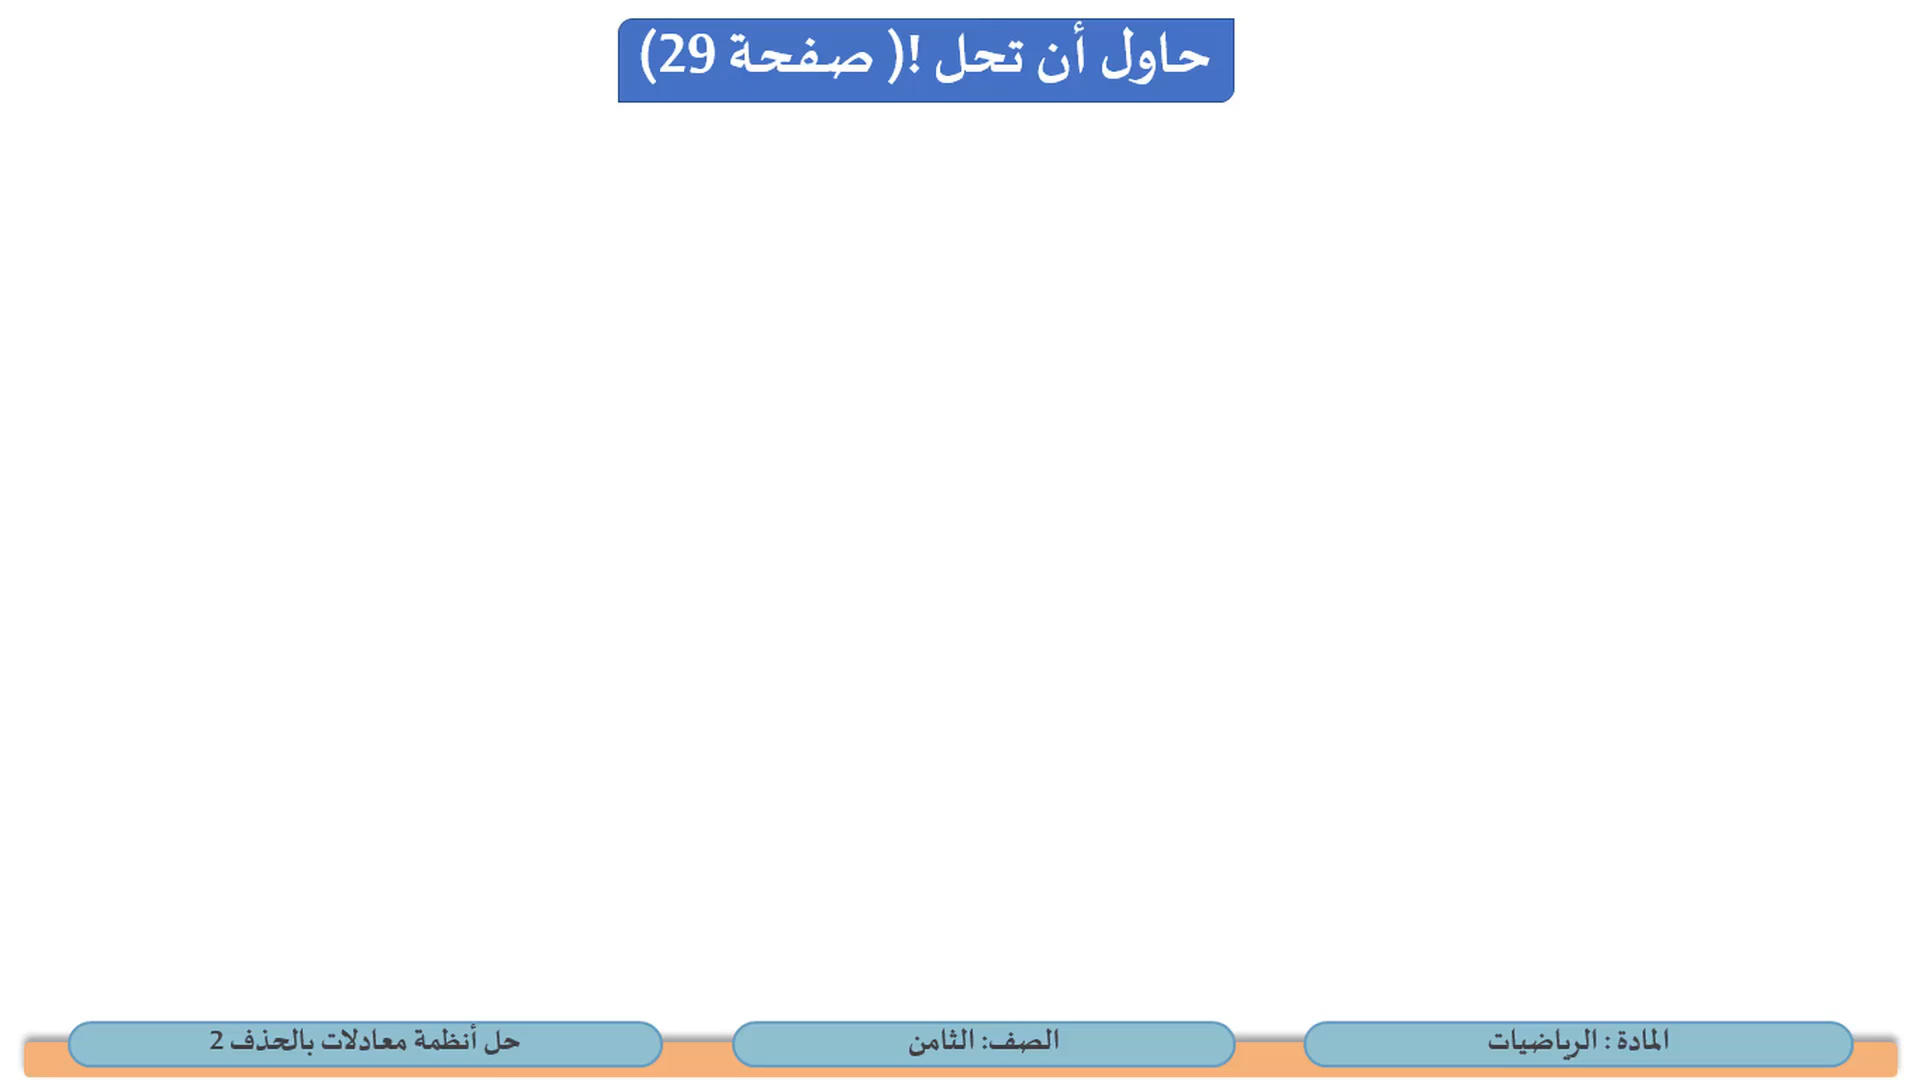 حاول أن تحل !( صفحة 29)
المادة : الرياضيات
الصف: الثامن
حل أنظمة معادلات بالحذف 2